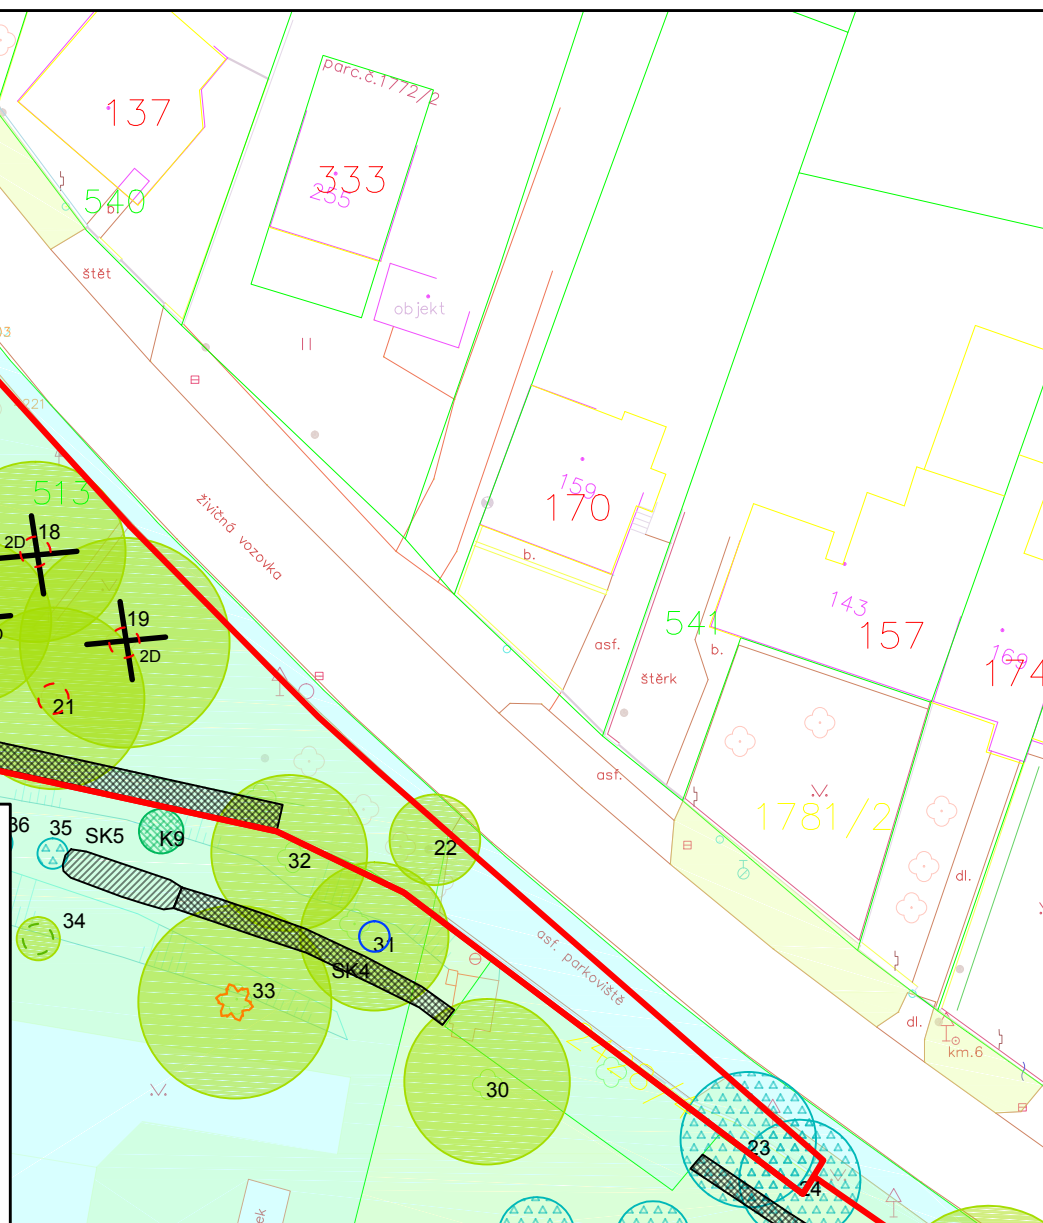 parc.č.1772/2
137
333
255
540
b.
štět
objekt
221
513
živičná vozovka
159
170
b.
18
2D
19
2D
21
541
asf.
štěrk
b.
143
157
169
174
asf.
1781/2
dl.
36
35
SK5
K9
32
22
34
31
SK4
33
asf. parkoviště
dl.
km.6
30
23
24